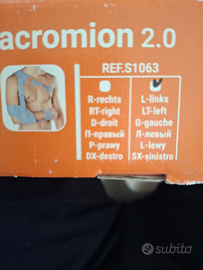 acromion 2.0
REF.S1063
R-rechts
RT-right
D-droit
П-правый
P-prawy
DX-destro
L-links
LT-left
G-gauche
Л-левый
L-lewy
SX-sinistro
subito